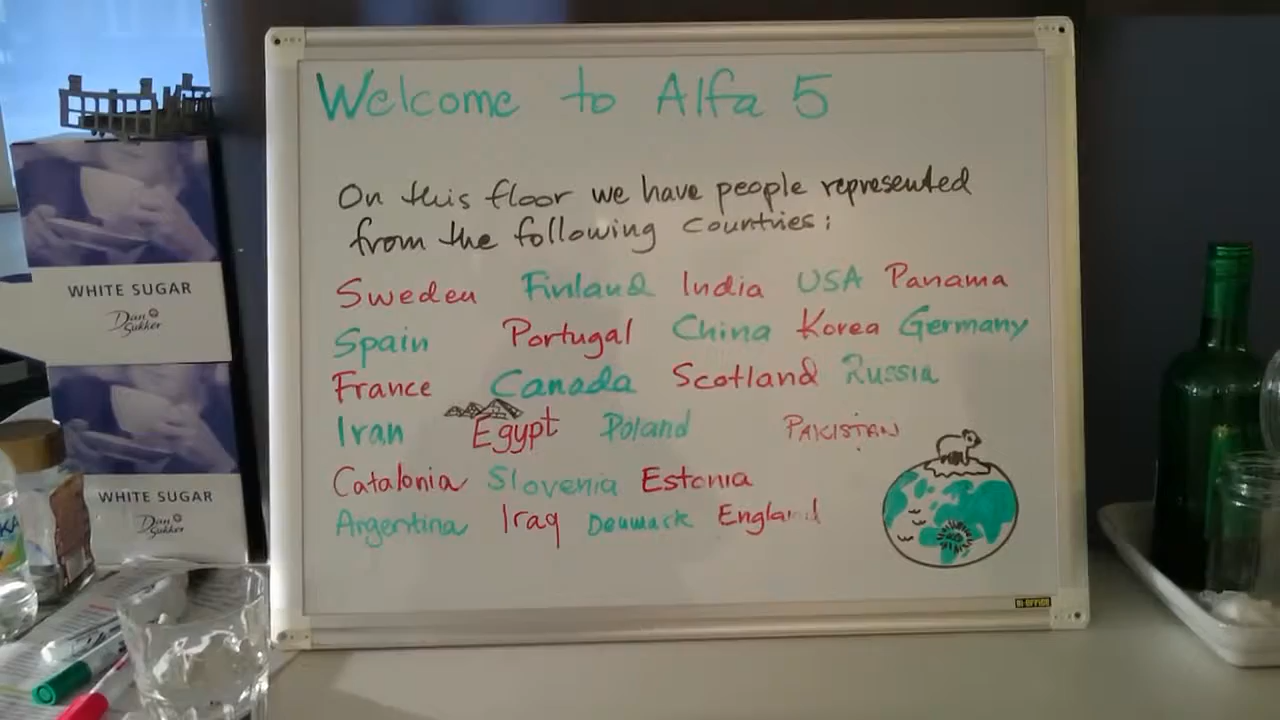 Welcome to Alfa 5
On this floor we have people represented
from the following countries:
Sweden Finland India USA Panama
Spain Portugal China Korea Germany
France Canada Scotland Russia
Iran Egypt Poland PAKISTAN
Catalonia Slovenia Estonia
Argentina Iraq Denmark England
BI-OFFICE
WHITE SUGAR
Dan
Sukker
WHITE SUGAR
Dan
Sukker